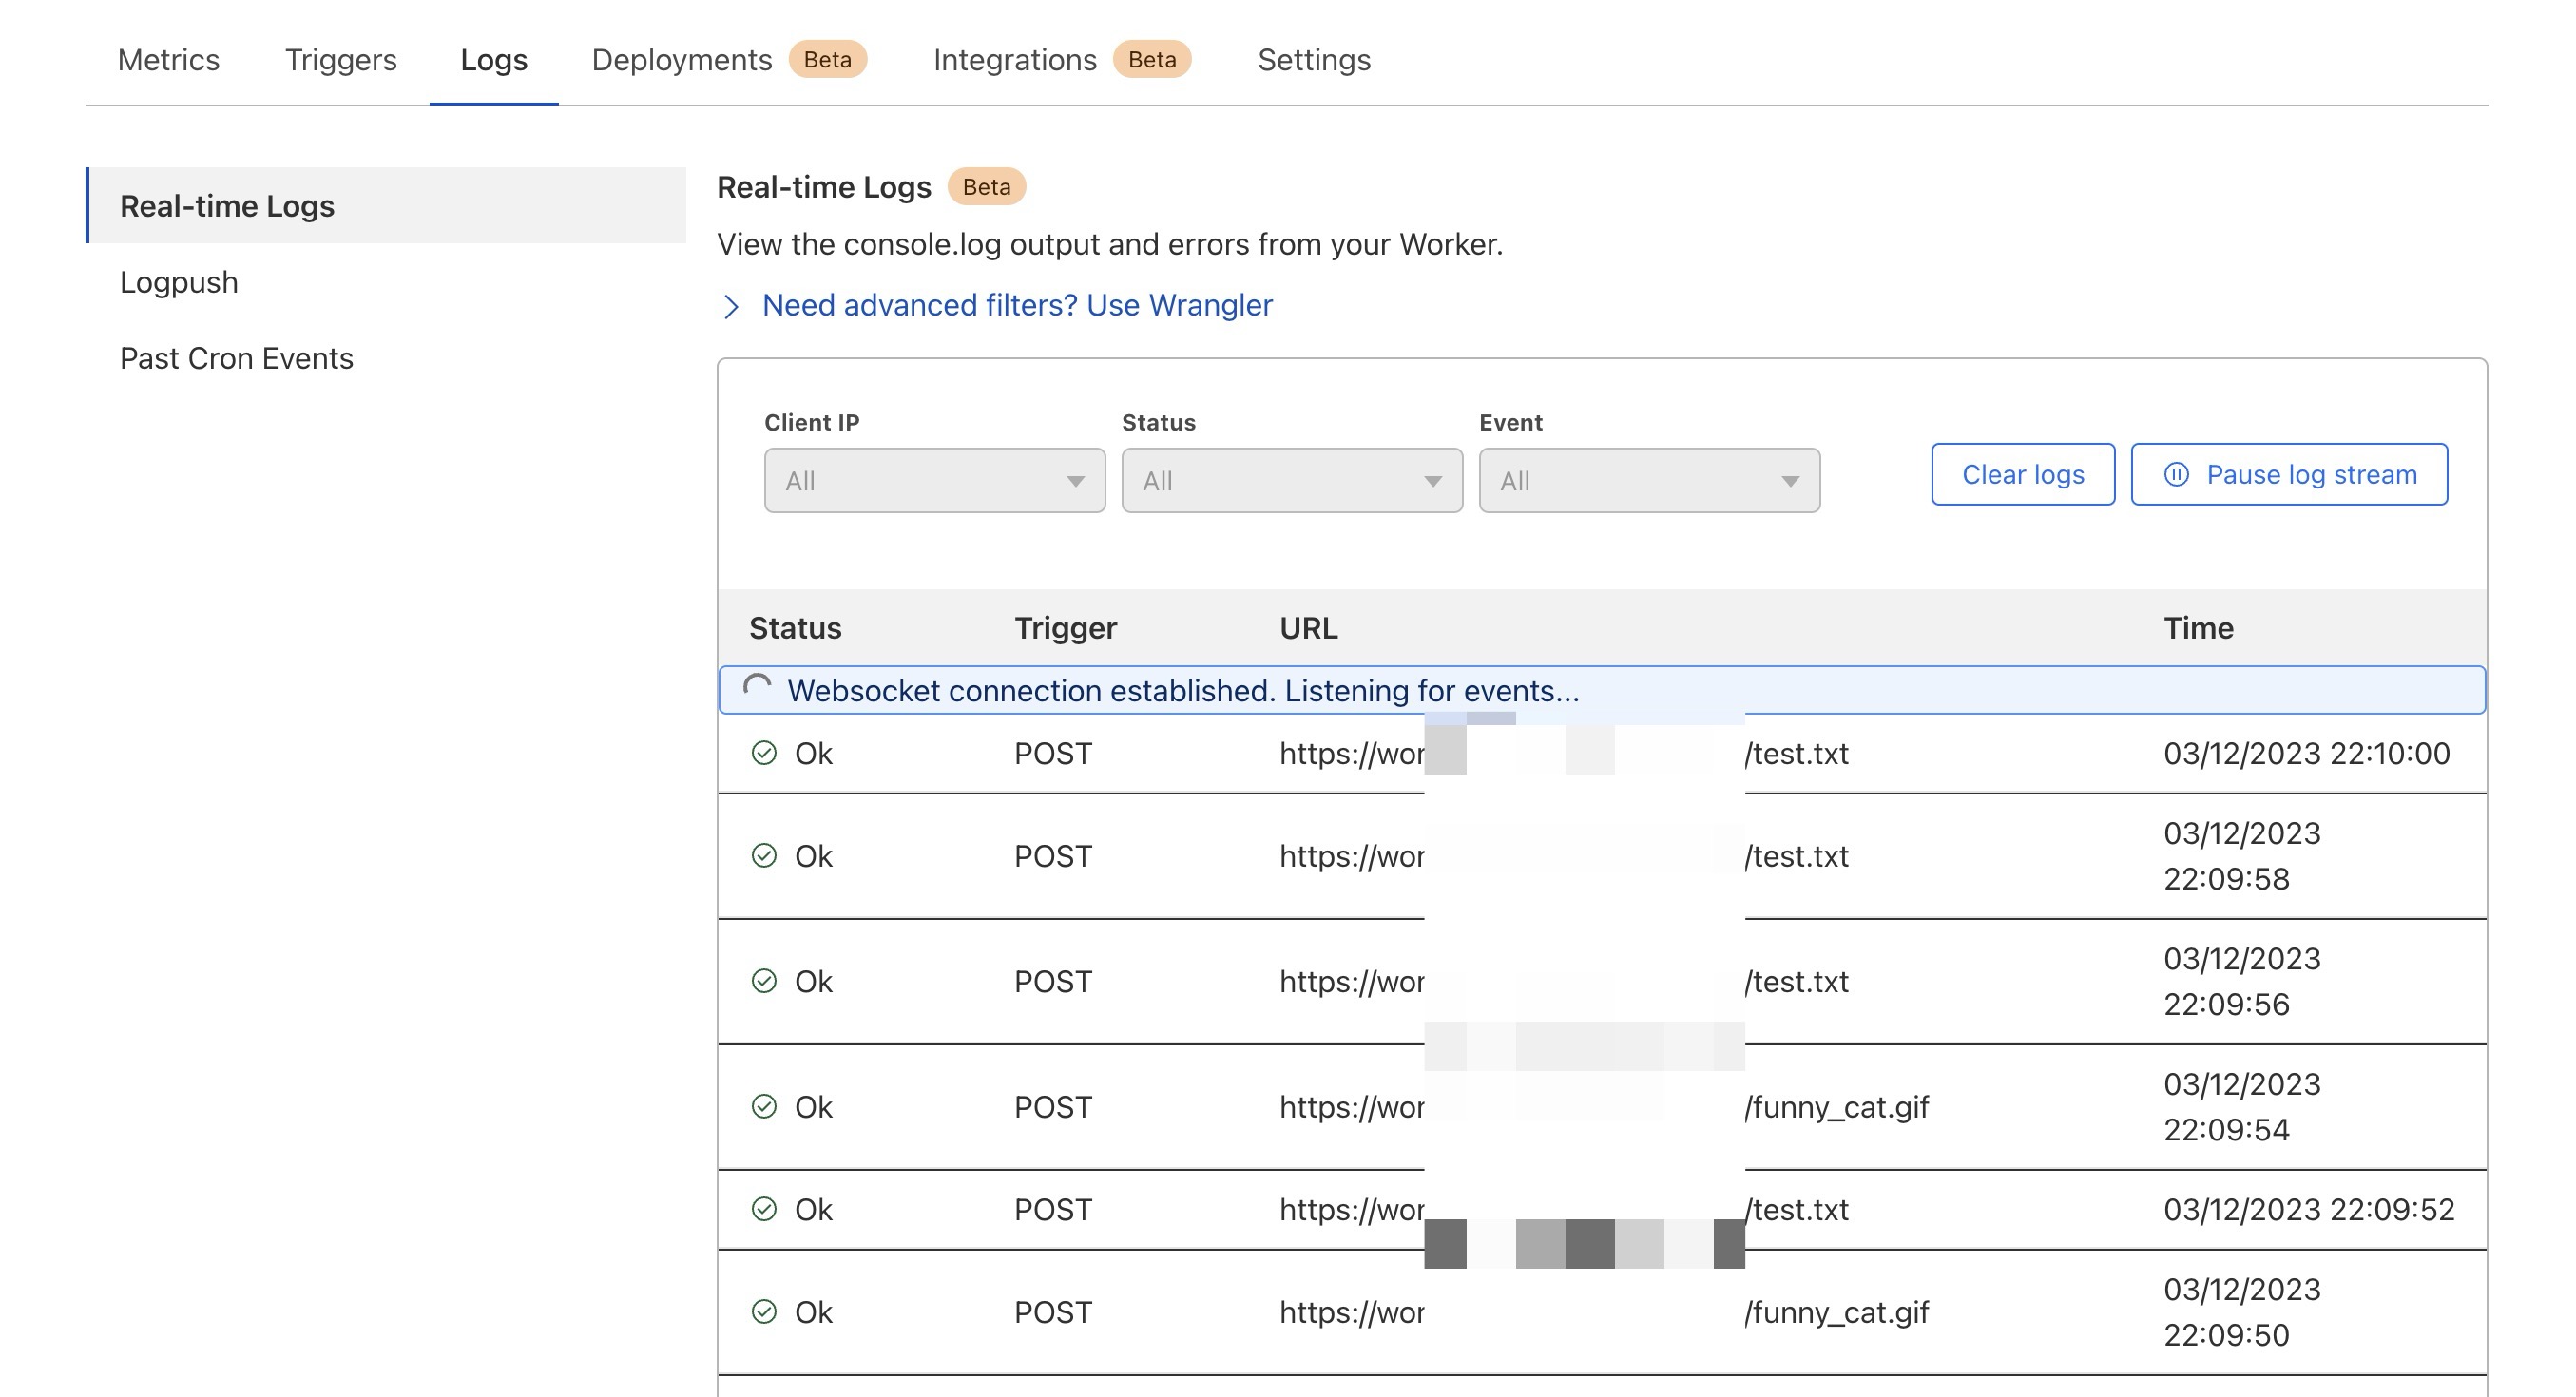 Metrics Triggers Logs Deployments Beta Integrations Beta Settings
Real-time Logs
Logpush
Past Cron Events
Real-time Logs Beta
View the console.log output and errors from your Worker.
Need advanced filters? Use Wrangler
Client IP Status Event
All All All Clear logs Pause log stream
Status Trigger URL Time
Websocket connection established. Listening for events...
Ok POST https://wor /test.txt 03/12/2023 22:10:00
Ok POST https://wor /test.txt 03/12/2023
22:09:58
Ok POST https://wor /test.txt 03/12/2023
22:09:56
Ok POST https://wor /funny_cat.gif 03/12/2023
22:09:54
Ok POST https://wor /test.txt 03/12/2023 22:09:52
Ok POST https://wor /funny_cat.gif 03/12/2023
22:09:50